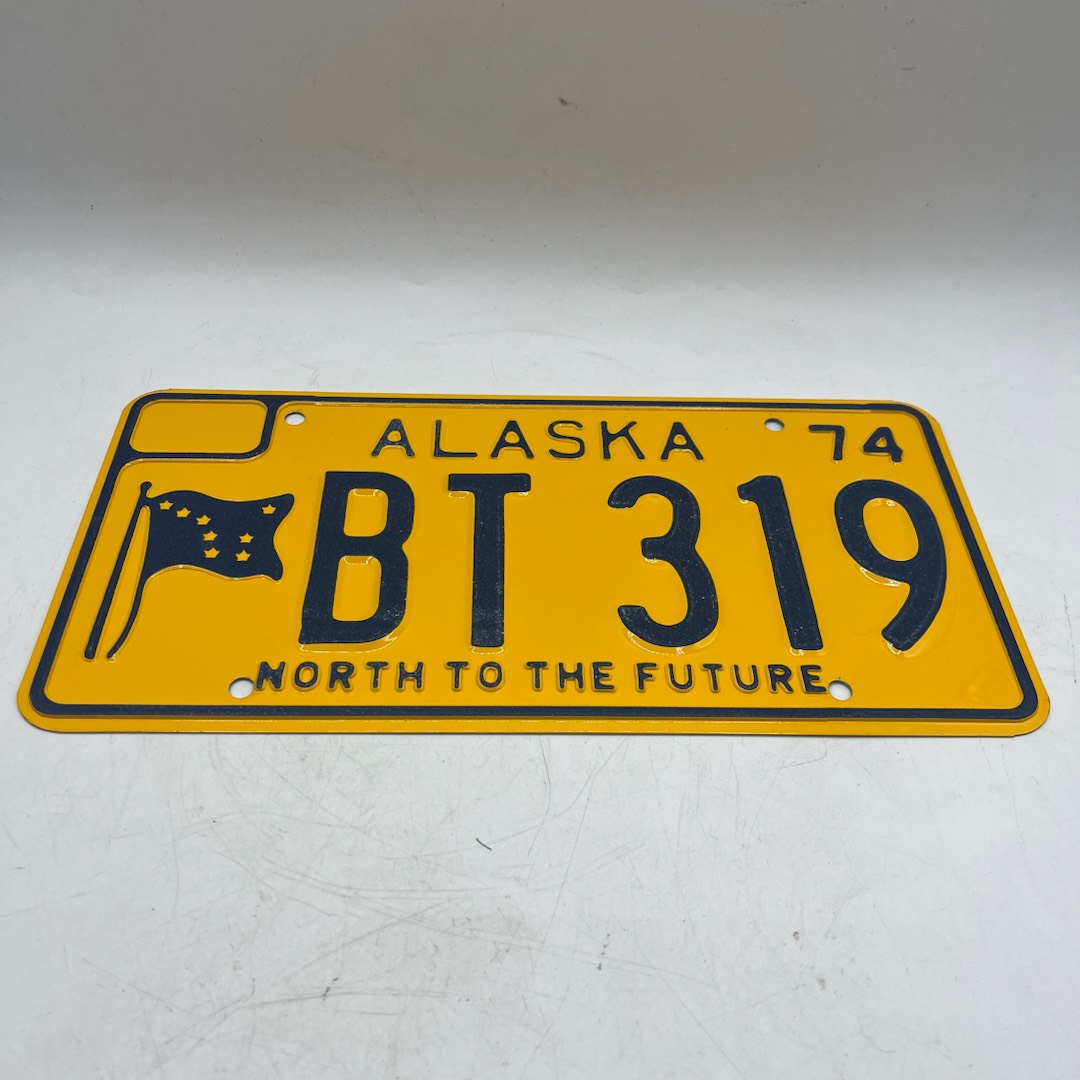 ALASKA 74
BT 319
NORTH TO THE FUTURE